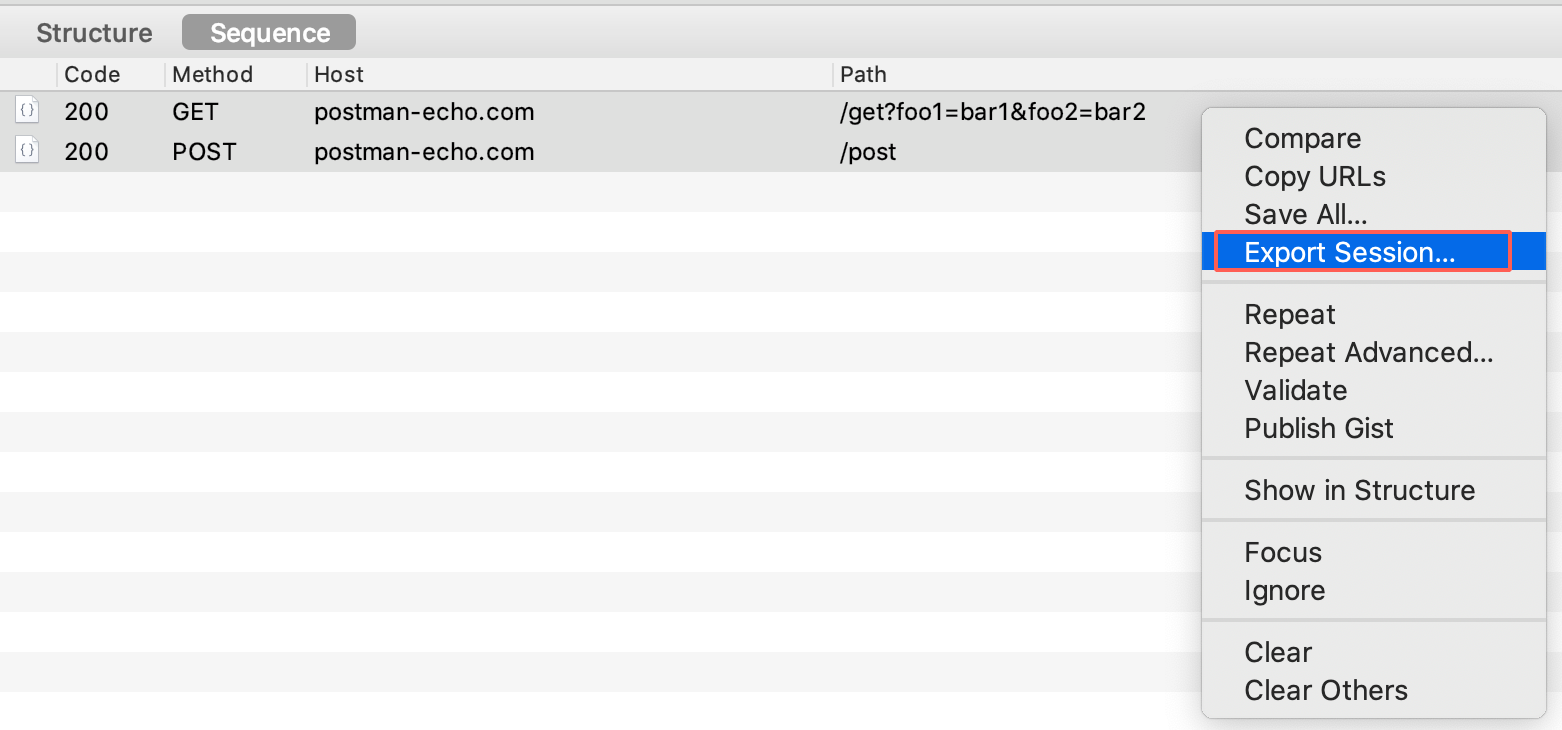 Structure Sequence
Code Method Host Path
{} 200 GET postman-echo.com /get?foo1=bar1&foo2=bar2
{} 200 POST postman-echo.com /post
Compare
Copy URLs
Save All...
Export Session...
Repeat
Repeat Advanced...
Validate
Publish Gist
Show in Structure
Focus
Ignore
Clear
Clear Others